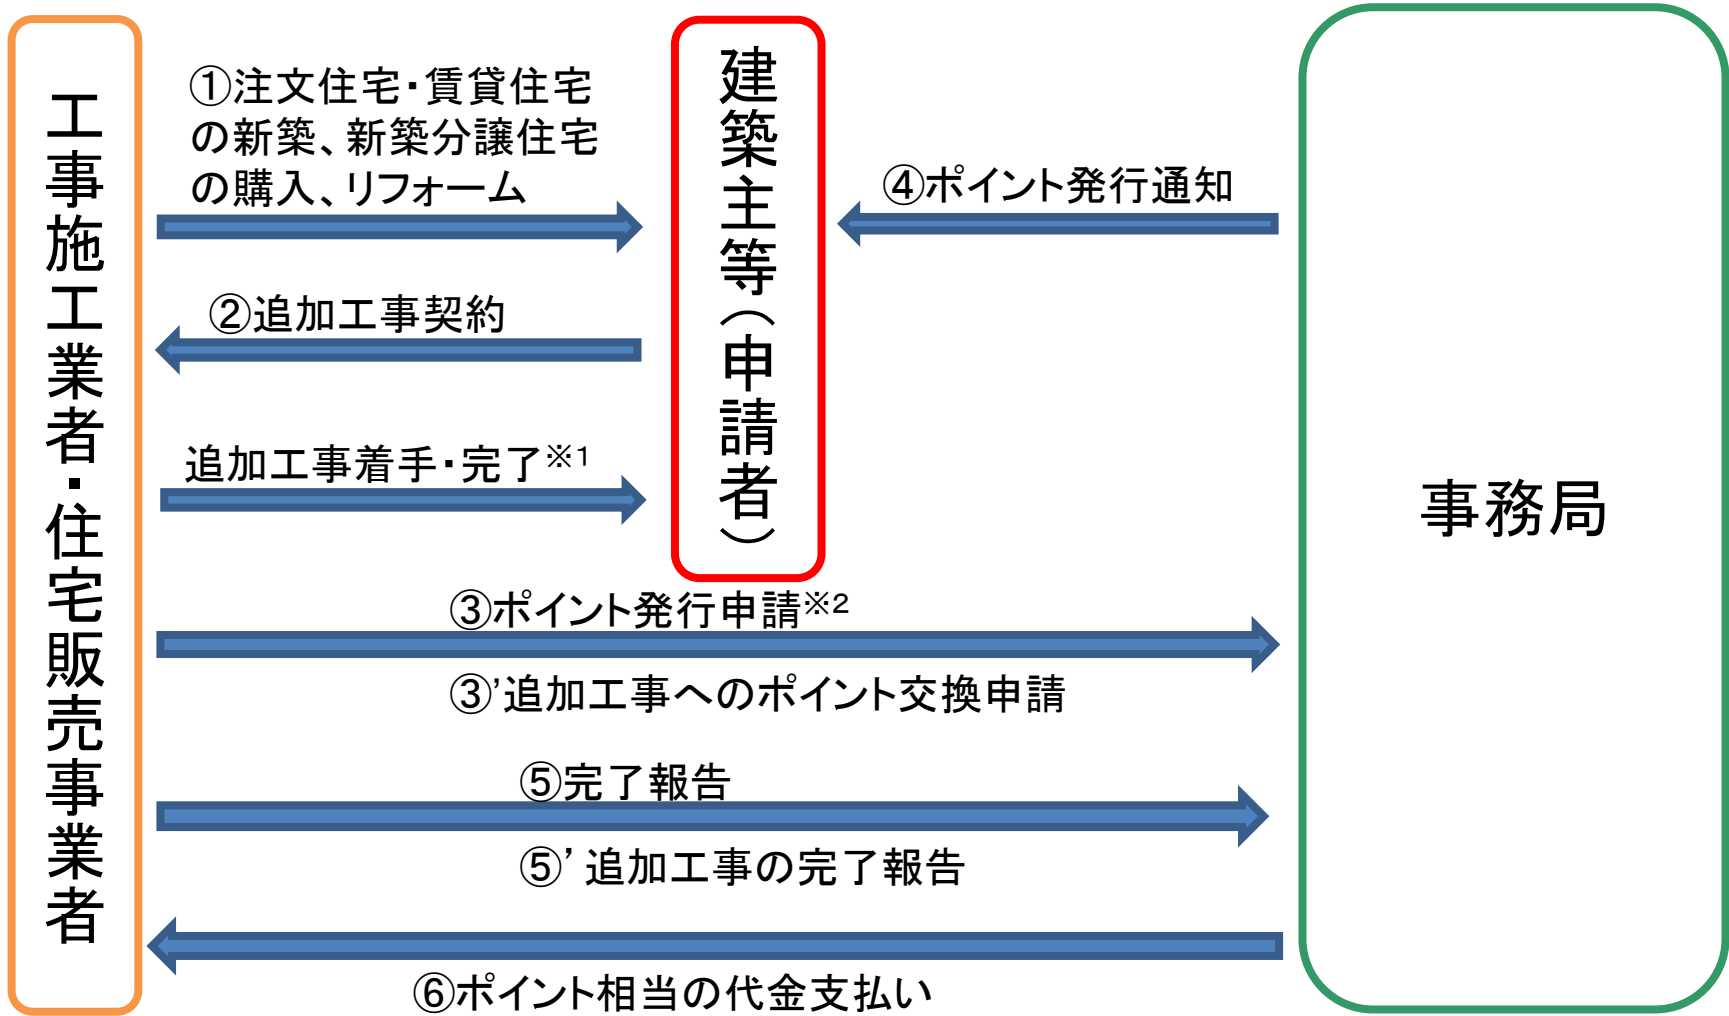 工事施工業者・住宅販売事業者
①注文住宅・賃貸住宅
の新築、新築分譲住宅
の購入、リフォーム
②追加工事契約
追加工事着手・完了※1
建築主等(申請者)
④ポイント発行通知
事務局
③ポイント発行申請※2
③’追加工事へのポイント交換申請
⑤完了報告
⑤’追加工事の完了報告
⑥ポイント相当の代金支払い